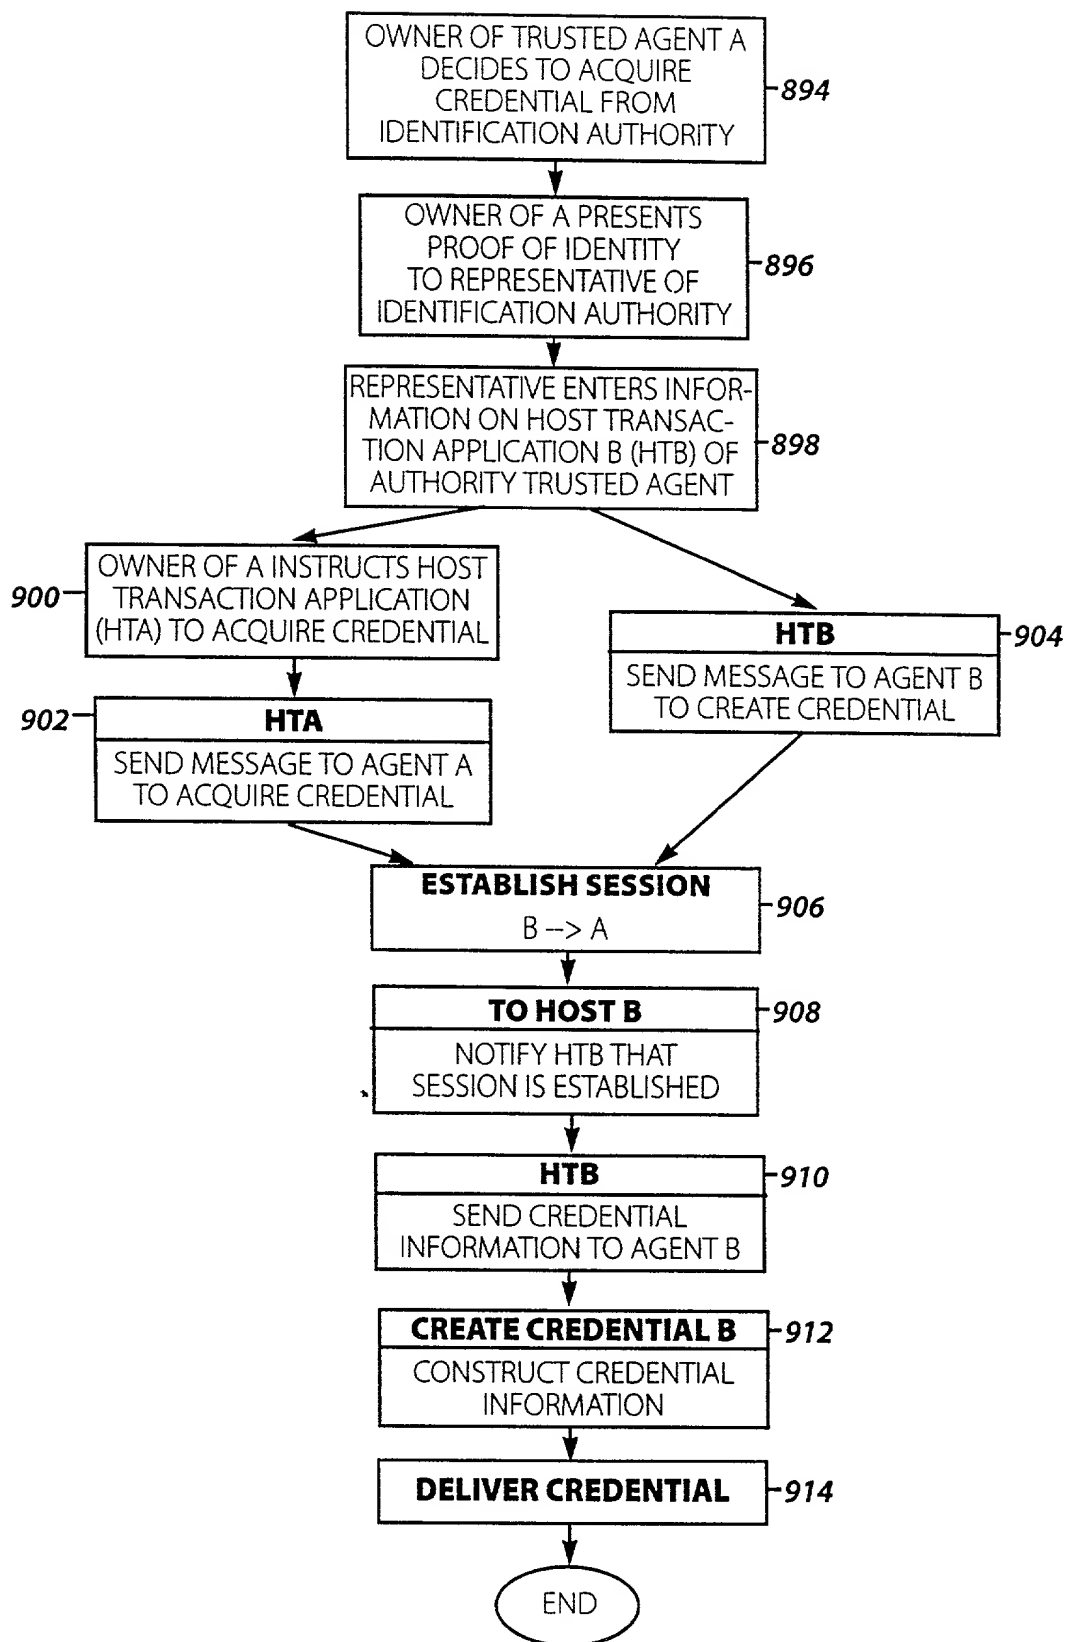 OWNER OF TRUSTED AGENT A
DECIDES TO ACQUIRE
CREDENTIAL FROM
IDENTIFICATION AUTHORITY
894
OWNER OF A PRESENTS
PROOF OF IDENTITY
TO REPRESENTATIVE OF
IDENTIFICATION AUTHORITY
896
REPRESENTATIVE ENTERS INFOR-
MATION ON HOST TRANSAC-
TION APPLICATION B (HTB) OF
AUTHORITY TRUSTED AGENT
898
900
OWNER OF A INSTRUCTS HOST
TRANSACTION APPLICATION
(HTA) TO ACQUIRE CREDENTIAL
HTB
904
SEND MESSAGE TO AGENT B
TO CREATE CREDENTIAL
902
HTA
SEND MESSAGE TO AGENT A
TO ACQUIRE CREDENTIAL
ESTABLISH SESSION
906
B --> A
TO HOST B
908
NOTIFY HTB THAT
SESSION IS ESTABLISHED
HTB
910
SEND CREDENTIAL
INFORMATION TO AGENT B
CREATE CREDENTIAL B
912
CONSTRUCT CREDENTIAL
INFORMATION
DELIVER CREDENTIAL
914
END